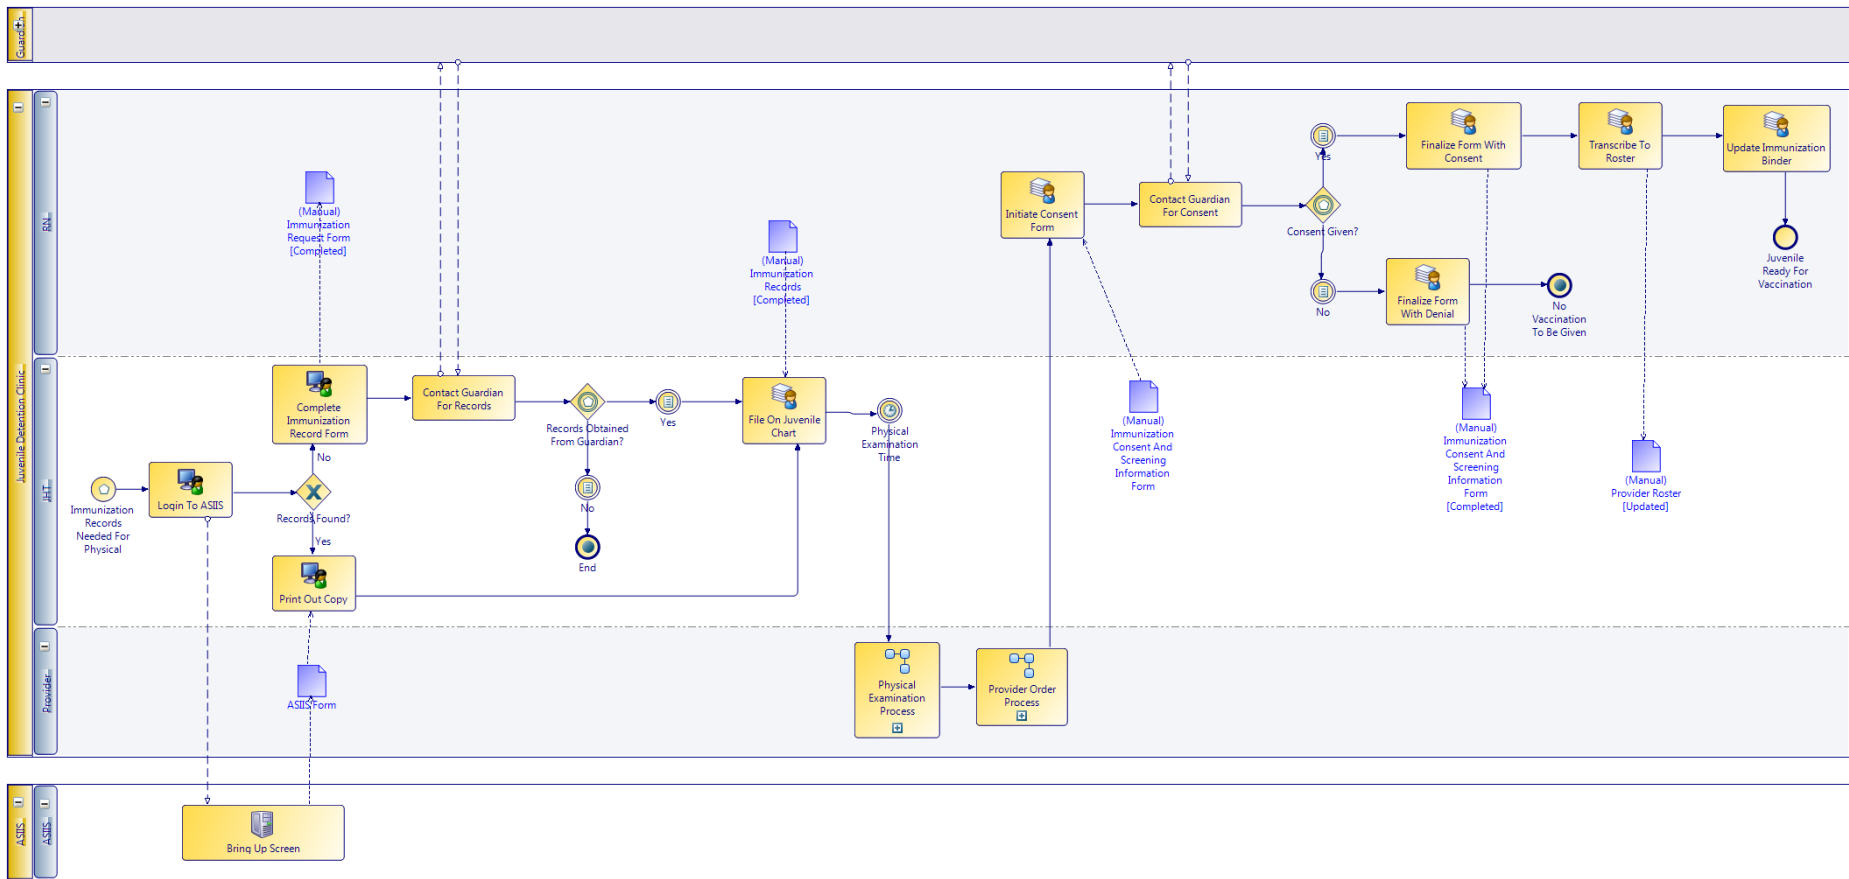 Guardian
Juvenile Detention Clinic
RN
(Manual)
Immunization
Request Form
[Completed]
(Manual)
Immunization
Records
[Completed]
Initiate Consent
Form
Contact Guardian
For Consent
Consent Given?
Yes
No
Finalize Form With
Consent
Transcribe To
Roster
Update Immunization
Binder
Juvenile
Ready For
Vaccination
Finalize Form
With Denial
No
Vaccination
To Be Given
JHT
Immunization
Records
Needed For
Physical
Login To ASIIS
Records Found?
No
Yes
Complete
Immunization
Record Form
Print Out Copy
Contact Guardian
For Records
Records Obtained
From Guardian?
Yes
No
End
File On Juvenile
Chart
Physical
Examination
Time
(Manual)
Immunization
Consent And
Screening
Information
Form
(Manual)
Immunization
Consent And
Screening
Information
Form
[Completed]
(Manual)
Provider Roster
[Updated]
Provider
ASIIS Form
Physical
Examination
Process
Provider Order
Process
ASIIS
ASIIS
Bring Up Screen